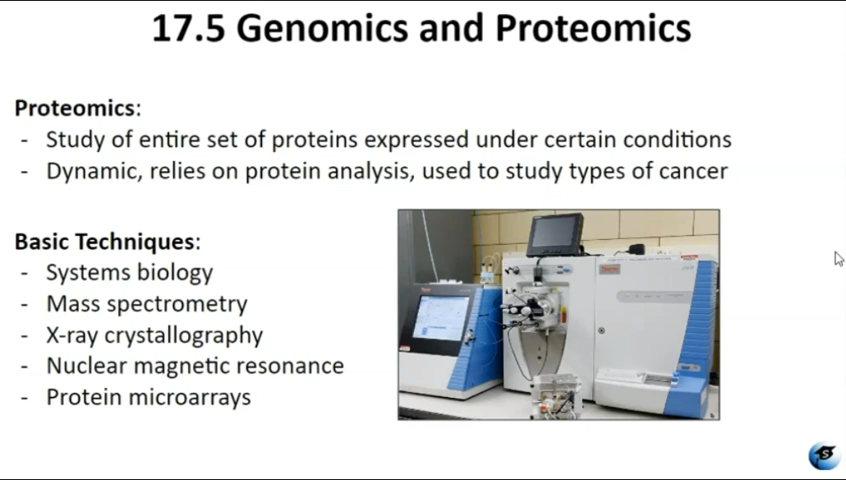 17.5 Genomics and Proteomics
Proteomics:
- Study of entire set of proteins expressed under certain conditions
- Dynamic, relies on protein analysis, used to study types of cancer
Basic Techniques:
- Systems biology
- Mass spectrometry
- X-ray crystallography
- Nuclear magnetic resonance
- Protein microarrays
S